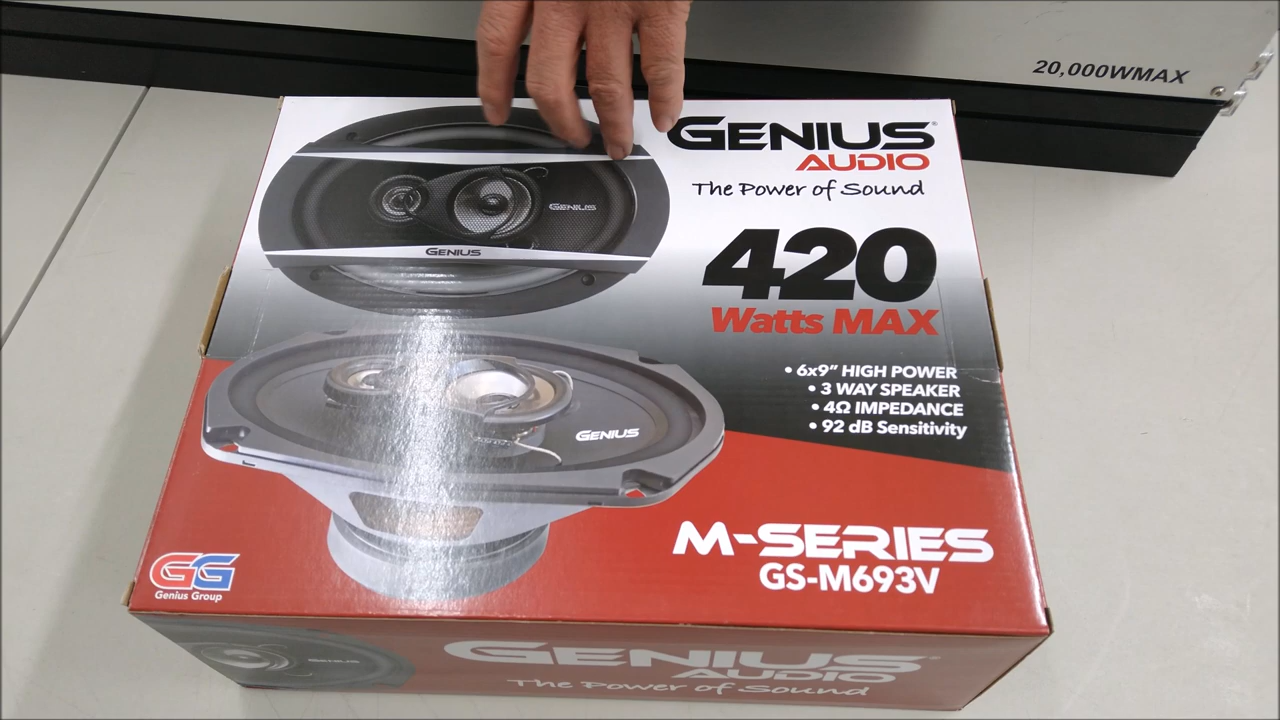 20,000WMAX
GENIUS®
AUDIO
The Power of Sound
GENIUS
GENIUS
420
Watts MAX
• 6x9" HIGH POWER
• 3 WAY SPEAKER
• 4Ω IMPEDANCE
• 92 dB Sensitivity
GENIUS
M-SERIES
GS-M693V
GG
Genius Group
GENIUS
GENIUS®
AUDIO
The Power of Sound